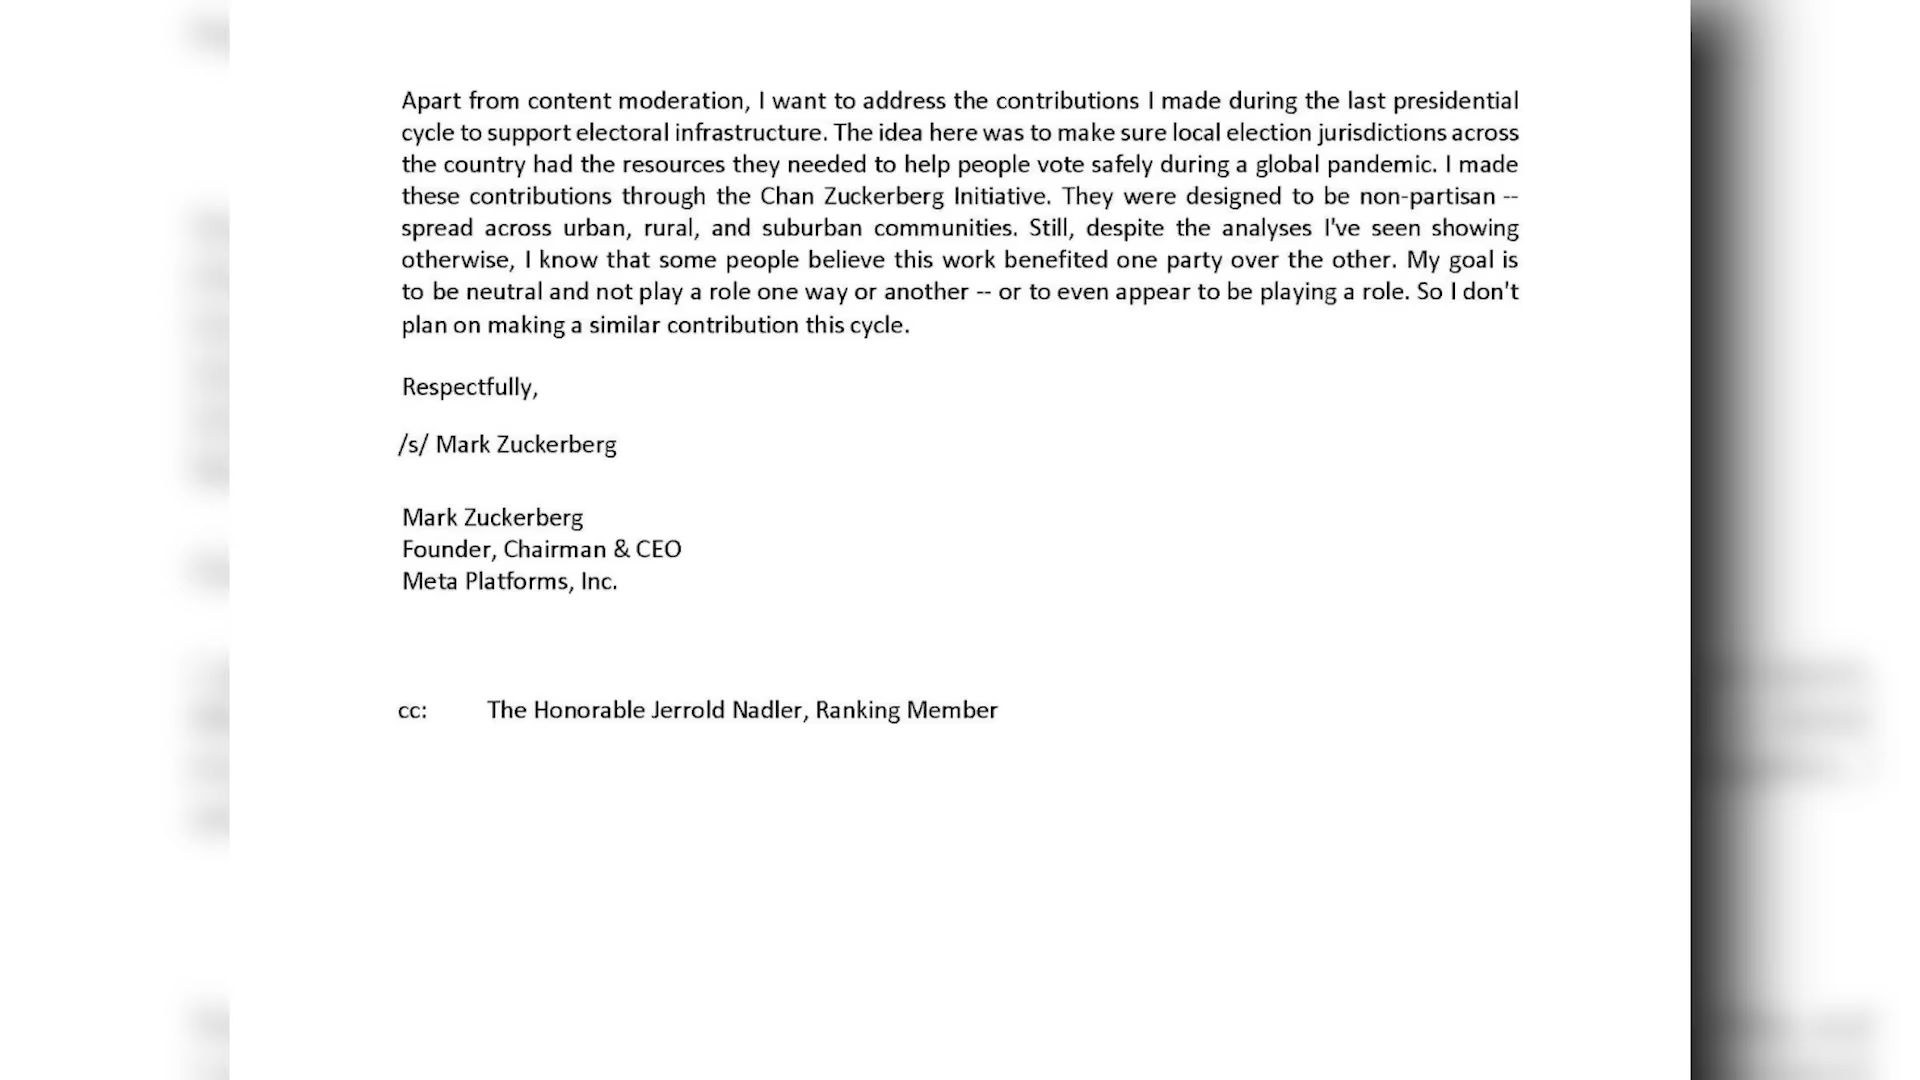 Apart from content moderation, I want to address the contributions I made during the last presidential
cycle to support electoral infrastructure. The idea here was to make sure local election jurisdictions across
the country had the resources they needed to help people vote safely during a global pandemic. I made
these contributions through the Chan Zuckerberg Initiative. They were designed to be non-partisan --
spread across urban, rural, and suburban communities. Still, despite the analyses I've seen showing
otherwise, I know that some people believe this work benefited one party over the other. My goal is
to be neutral and not play a role one way or another -- or to even appear to be playing a role. So I don't
plan on making a similar contribution this cycle.
Respectfully,
/s/ Mark Zuckerberg
Mark Zuckerberg
Founder, Chairman & CEO
Meta Platforms, Inc.
cc: The Honorable Jerrold Nadler, Ranking Member